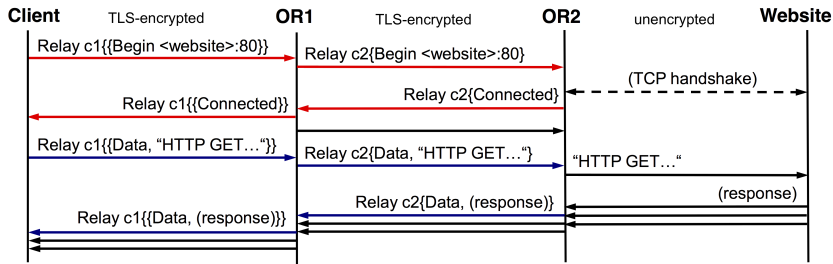 Client TLS-encrypted OR1 TLS-encrypted OR2 unencrypted Website
Relay c1{{Begin <website>:80}}
Relay c2{Begin <website>:80}
(TCP handshake)
Relay c2{Connected}
Relay c1{{Connected}}
Relay c1{{Data, “HTTP GET…“}}
Relay c2{Data, “HTTP GET…“}
“HTTP GET…“
(response)
Relay c2{Data, (response)}
Relay c1{{Data, (response)}}